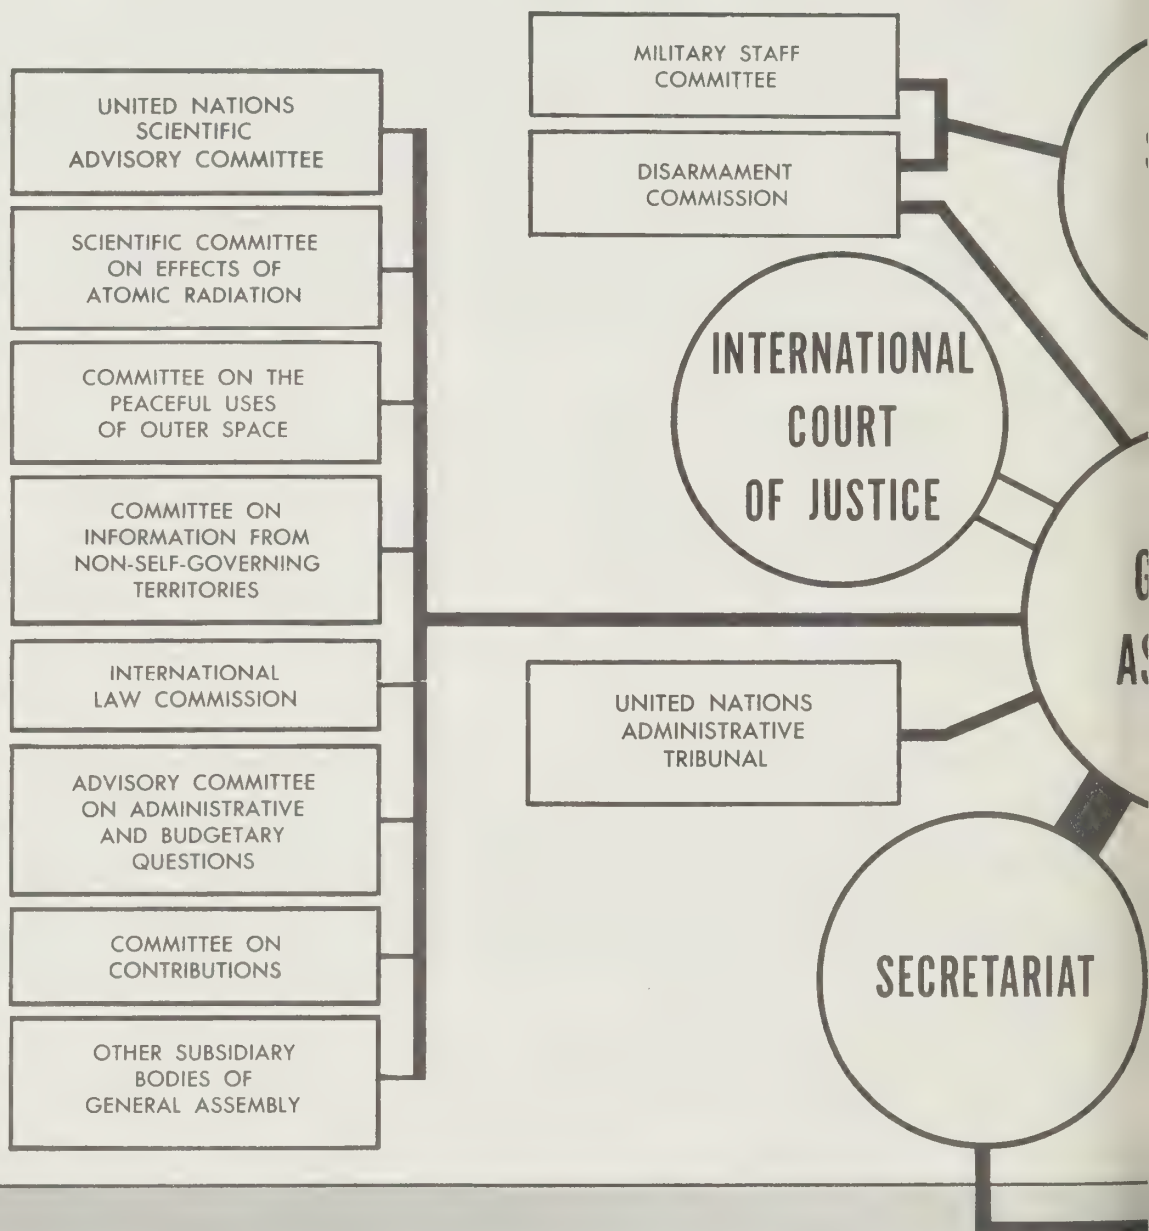 MILITARY STAFF
COMMITTEE
UNITED NATIONS
SCIENTIFIC
ADVISORY COMMITTEE
DISARMAMENT
COMMISSION
SCIENTIFIC COMMITTEE
ON EFFECTS OF
ATOMIC RADIATION
INTERNATIONAL
COURT
OF JUSTICE
COMMITTEE ON THE
PEACEFUL USES
OF OUTER SPACE
COMMITTEE ON
INFORMATION FROM
NON-SELF-GOVERNING
TERRITORIES
INTERNATIONAL
LAW COMMISSION
UNITED NATIONS
ADMINISTRATIVE
TRIBUNAL
ADVISORY COMMITTEE
ON ADMINISTRATIVE
AND BUDGETARY
QUESTIONS
COMMITTEE ON
CONTRIBUTIONS
SECRETARIAT
OTHER SUBSIDIARY
BODIES OF
GENERAL ASSEMBLY